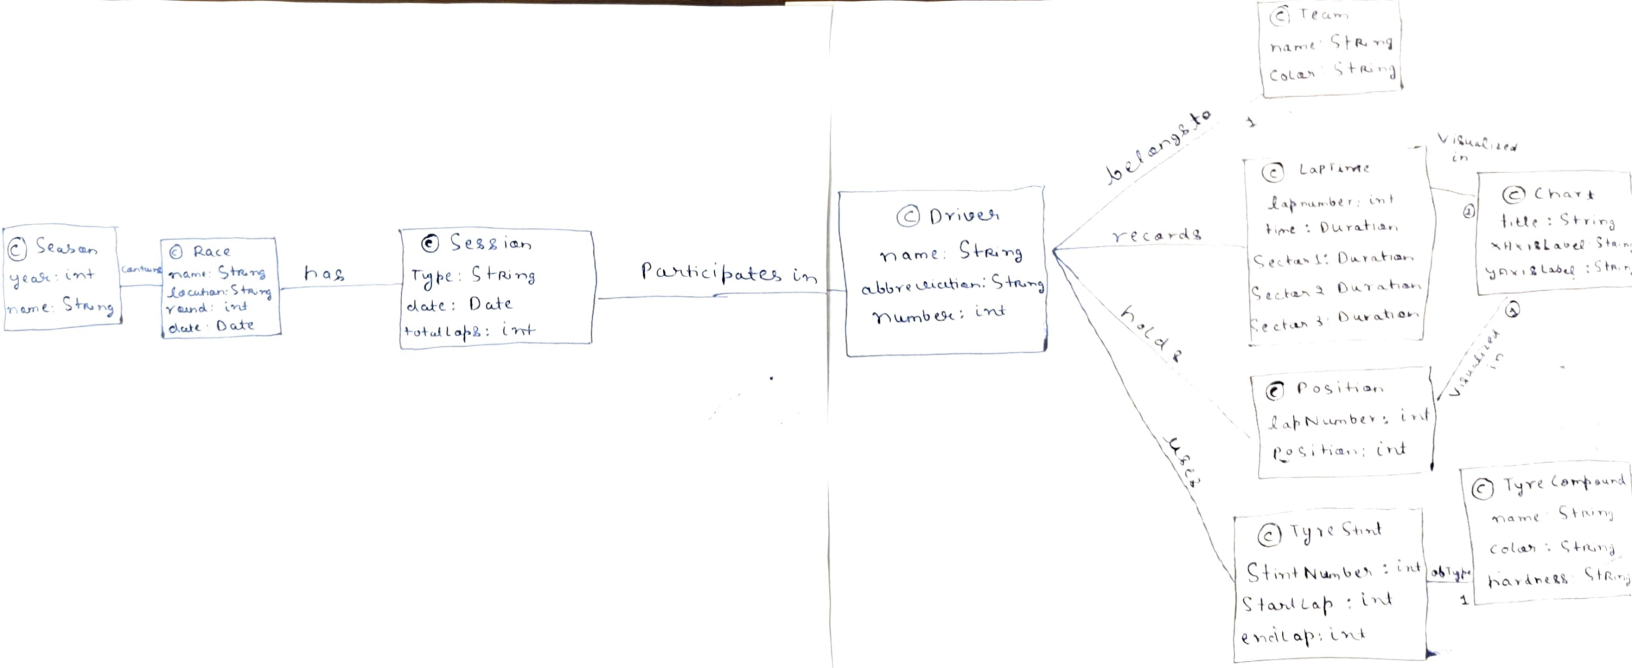 © Season
year: int
name: String
contains
© Race
name: String
location: String
round: int
date: Date
has
© Session
Type: String
date: Date
totalLaps: int
Participates in
© Driver
name: String
abbreviation: String
number: int
belongs to
1
© Team
name: String
Color: String
records
© LapTime
lapnumber: int
time: Duration
Sector 1: Duration
Sector 2 Duration
Sector 3: Duration
Visualized
in
© Chart
title: String
xAxisLabel: String
yAxisLabel: String
holds
© Position
lapNumber: int
Position: int
Visualized
in
uses
© Tyre Stint
StintNumber: int
StartLap: int
endLap: int
ofType
1
© Tyre Compound
name: String
color: String
hardness: String